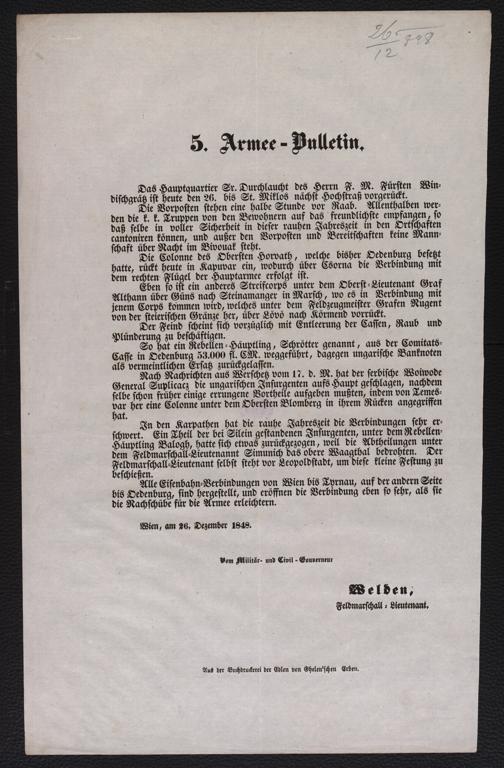 26
12 898
5. Armee-Bulletin.
Das Hauptquartier Sr. Durchlaucht des Herrn F. M. Fürsten Win-
dischgrätz ist heute den 26. bis St. Miklos nächst Hochstraß vorgerückt.
Die Vorposten stehen eine halbe Stunde vor Raab. Allenthalben wer-
den die k. k. Truppen von den Bewohnern auf das freundlichste empfangen, so
daß selbe in voller Sicherheit in dieser rauhen Jahreszeit in den Ortschaften
cantoniren können, und außer den Vorposten und Bereitschaften keine Mann-
schaft über Nacht im Bivouak steht.
Die Colonne des Obersten Horvath, welche bisher Oedenburg besetzt
hatte, rückt heute in Kapuvar ein, wodurch über Csorna die Verbindung mit
dem rechten Flügel der Hauptarmee erfolgt ist.
Eben so ist ein anderes Streifcorps unter dem Oberst-Lieutenant Graf
Althann über Güns nach Steinamanger in Marsch, wo es in Verbindung mit
jenem Corps kommen wird, welches unter dem Feldzeugmeister Grafen Nugent
von der steierischen Gränze her, über Lövö nach Körmend vorrückt.
Der Feind scheint sich vorzüglich mit Entleerung der Cassen, Raub und
Plünderung zu beschäftigen.
So hat ein Rebellen-Häuptling, Schrötter genannt, aus der Comitats-
Casse in Oedenburg 53.000 fl. CM. weggeführt, dagegen ungarische Banknoten
als vermeintlichen Ersatz zurückgelassen.
Nach Nachrichten aus Werschetz vom 17. d. M. hat der serbische Woiwode
General Suplicacz die ungarischen Insurgenten aufs Haupt geschlagen, nachdem
selbe schon früher einige errungene Vortheile aufgeben mußten, indem von Temes-
var her eine Colonne unter dem Obersten Blomberg in ihrem Rücken angegriffen
hat.
In den Karpathen hat die rauhe Jahreszeit die Verbindungen sehr er-
schwert. Ein Theil der bei Silein gestandenen Insurgenten, unter dem Rebellen-
Häuptling Balogh, hatte sich etwas zurückgezogen, weil die Abtheilungen unter
dem Feldmarschall-Lieutenannt Simunich das obere Waagthal bedrohten. Der
Feldmarschall-Lieutenant selbst steht vor Leopoldstadt, um diese kleine Festung zu
beschießen.
Alle Eisenbahn-Verbindungen von Wien bis Tyrnau, auf der andern Seite
bis Oedenburg, sind hergestellt, und eröffnen die Verbindung eben so sehr, als sie
die Nachschübe für die Armee erleichtern.
Wien, am 26. Dezember 1848.
Vom Militär- und Civil-Gouverneur
Welden,
Feldmarschall-Lieutenant.
Aus der Buchdruckerei der Edlen von Ghelen'schen Erben.